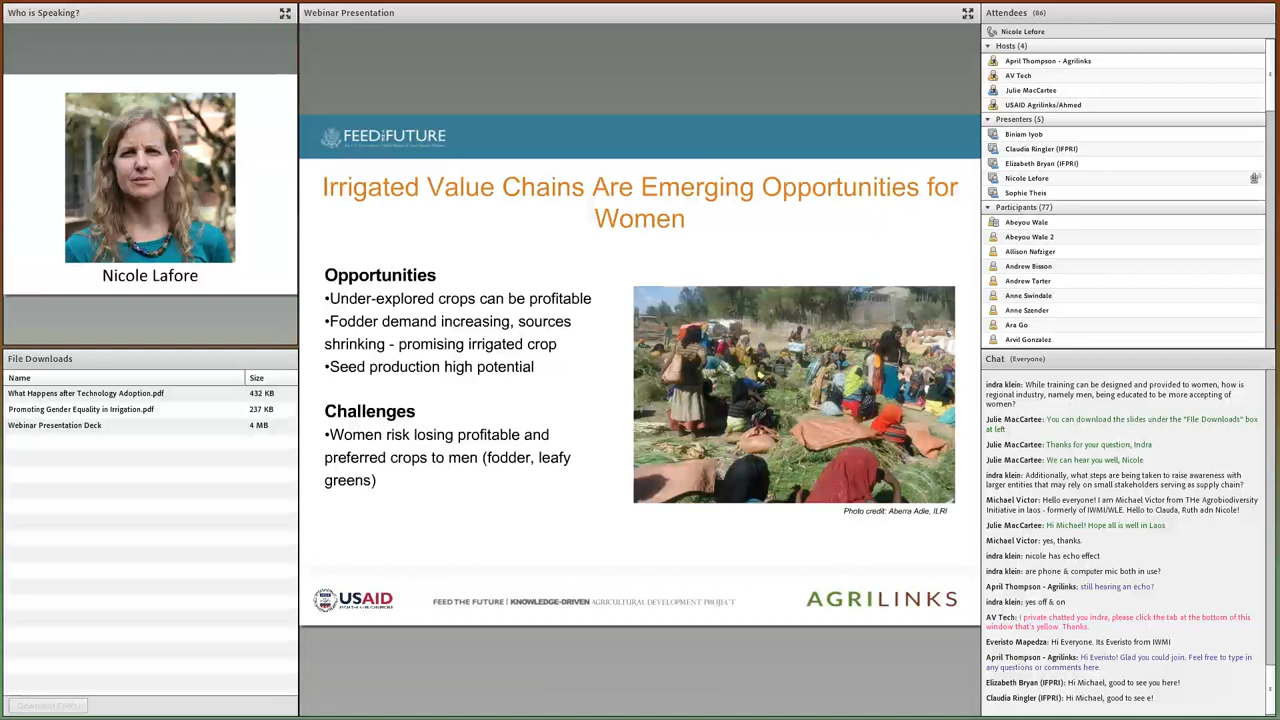 Who is Speaking?
Nicole Lefore
File Downloads
Name Size
What Happens after Technology Adoption.pdf 432 KB
Promoting Gender Equality in Irrigation.pdf 237 KB
Webinar Presentation Deck 4 MB
Webinar Presentation
FEED THE FUTURE
Irrigated Value Chains Are Emerging Opportunities for
Women
Opportunities
•Under-explored crops can be profitable
•Fodder demand increasing, sources
shrinking - promising irrigated crop
•Seed production high potential
Challenges
•Women risk losing profitable and
preferred crops to men (fodder, leafy
greens)
Photo credit: Aberra Adie, ILRI
USAID
FEED THE FUTURE | KNOWLEDGE-DRIVEN AGRICULTURAL DEVELOPMENT PROJECT
AGRILINKS
Attendees (86)
Nicole Lefore
Hosts (4)
April Thompson - Agrilinks
AV Tech
Julie MacCartee
USAID Agrilinks/Ahmed
Presenters (5)
Biniam Iyob
Claudia Ringler (IFPRI)
Elizabeth Bryan (IFPRI)
Nicole Lefore
Sophie Theis
Participants (77)
Abeyou Wale
Abeyou Wale 2
Allison Nafziger
Andrew Bisson
Andrew Tarter
Anne Swindale
Anne Szender
Ara Go
Arvil Gonzalez
Chat (Everyone)
indra klein: While training can be designed and provided to women, how is
regional industry, namely men, being educated to be more accepting of
women?
Julie MacCartee: You can download the slides under the "File Downloads" box
at left
Julie MacCartee: Thanks for your question, Indra
Julie MacCartee: We can hear you well, Nicole
indra klein: Additionally, what steps are being taken to raise awareness with
larger entities that may rely on small stakeholders serving as supply chain?
Michael Victor: Hello everyone! I am Michael Victor from THe Agrobiodversity
Initiative in laos - formerly of IWMI/WLE. Hello to Clauda, Ruth adn Nicole!
Julie MacCartee: Hi Michael! Hope all is well in Laos
Michael Victor: yes, thanks.
indra klein: nicole has echo effect
indra klein: are phone & computer mic both in use?
April Thompson - Agrilinks: still hearing an echo?
indra klein: yes off & on
AV Tech: I private chatted you Indra, please click the tab at the bottom of this
window that's yellow. Thanks.
Everisto Mapedza: Hi Everyone. Its Everisto from IWMI
April Thompson - Agrilinks: Hi Everisto! Glad you could join. Feel free to type in
any questions or comments here.
Elizabeth Bryan (IFPRI): Hi Michael, good to see you here!
Claudia Ringler (IFPRI): Hi Michael, good to see e!